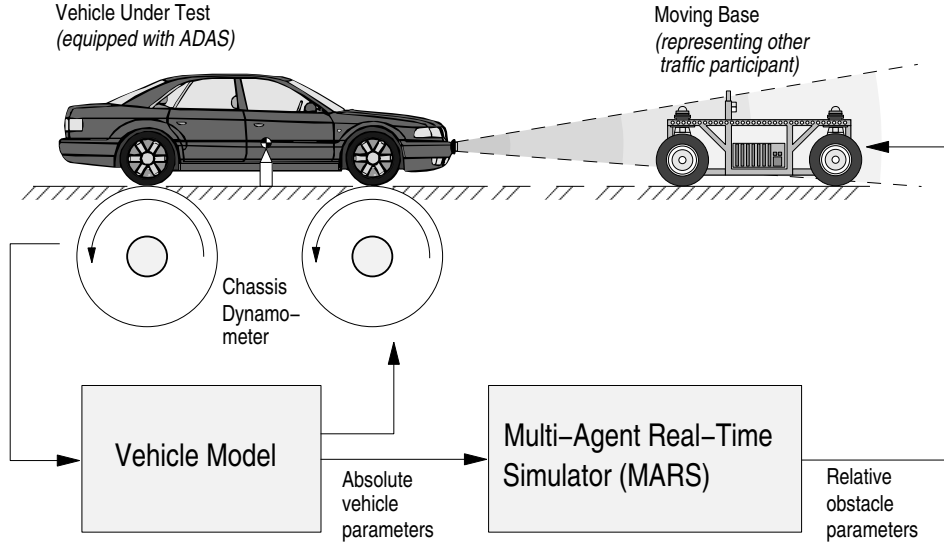 Vehicle Under Test
(equipped with ADAS)
Moving Base
(representing other
traffic participant)
Chassis
Dynamo–
meter
Vehicle Model
Absolute
vehicle
parameters
Multi–Agent Real–Time
Simulator (MARS)
Relative
obstacle
parameters